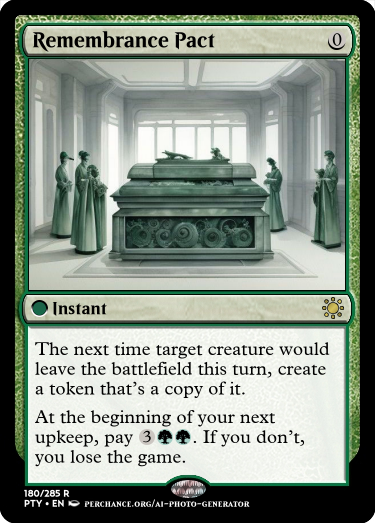 Remembrance Pact 0
Instant
The next time target creature would
leave the battlefield this turn, create
a token that's a copy of it.
At the beginning of your next
upkeep, pay 3. If you don't,
you lose the game.
180/285 R
PTY • EN PERCHANCE.ORG/AI-PHOTO-GENERATOR